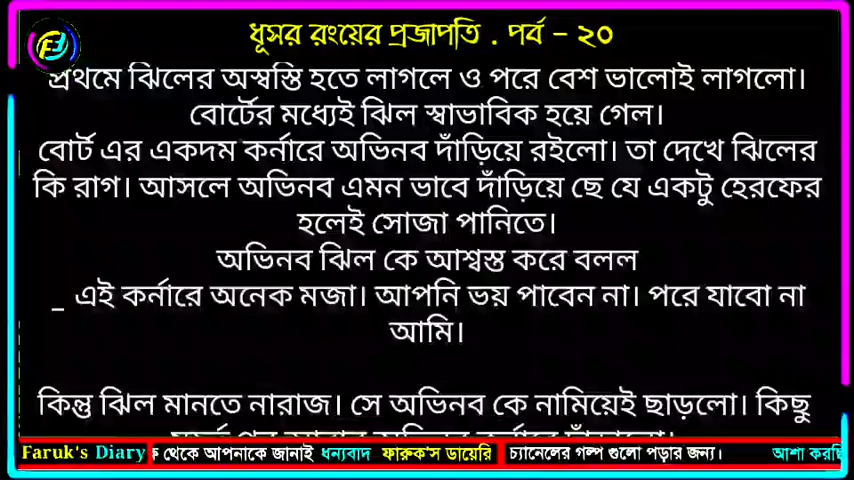 ধূসর রংয়ের প্রজাপতি . পর্ব - ২০
প্রথমে ঝিলের অস্বস্তি হতে লাগলে ও পরে বেশ ভালোই লাগলো।
বোর্টের মধ্যেই ঝিল স্বাভাবিক হয়ে গেল।
বোর্ট এর একদম কর্নারে অভিনব দাঁড়িয়ে রইলো। তা দেখে ঝিলের
কি রাগ। আসলে অভিনব এমন ভাবে দাঁড়িয়ে ছে যে একটু হেরফের
হলেই সোজা পানিতে।
অভিনব ঝিল কে আশ্বস্ত করে বলল
_ এই কর্নারে অনেক মজা। আপনি ভয় পাবেন না। পরে যাবো না
আমি।
কিন্তু ঝিল মানতে নারাজ। সে অভিনব কে নামিয়েই ছাড়লো। কিছু
Faruk's Diary ক থেকে আপনাকে জানাই ধন্যবাদ ফারুক'স ডায়েরি চ্যানেলের গল্প গুলো পড়ার জন্য। আশা করছি